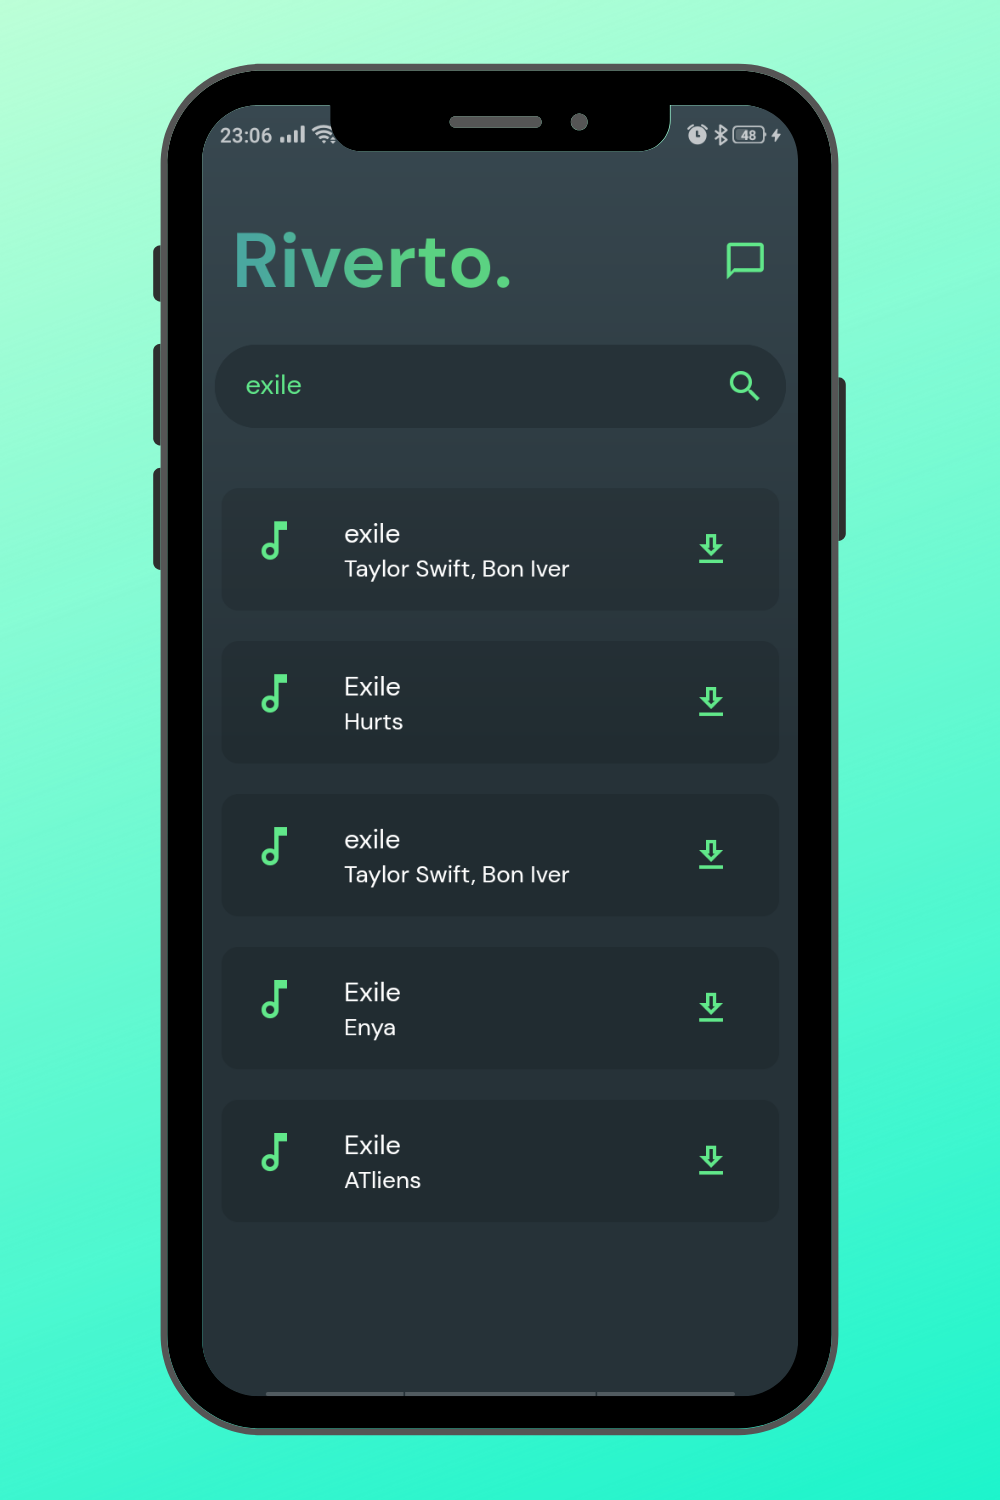 23:06
48
Riverto.
exile
exile
Taylor Swift, Bon Iver
Exile
Hurts
exile
Taylor Swift, Bon Iver
Exile
Enya
Exile
ATliens